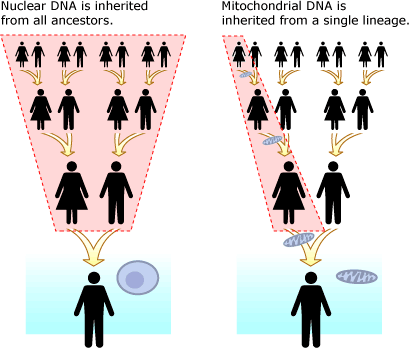 Nuclear DNA is inherited
from all ancestors.
Mitochondrial DNA is
inherited from a single lineage.